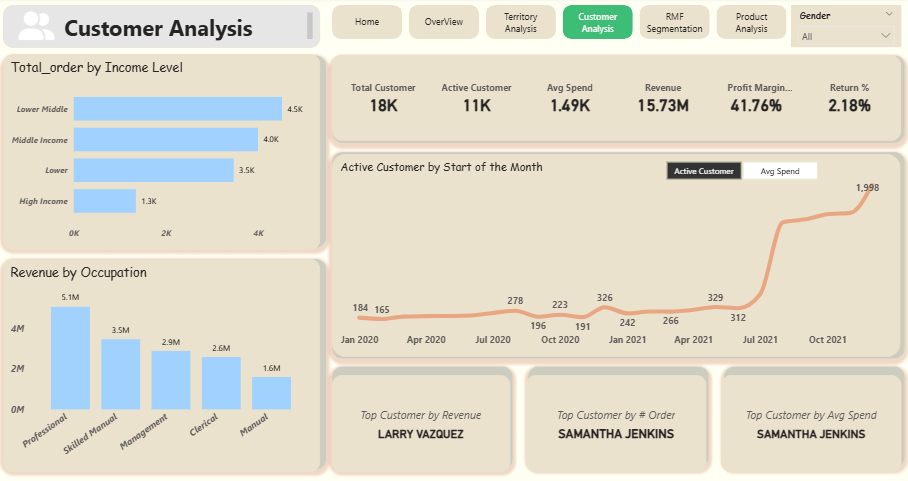 Customer Analysis
Home
OverView
Territory
Analysis
Customer
Analysis
RMF
Segmentation
Product
Analysis
Gender
All
Total_order by Income Level
Lower Middle
4.5K
Middle Income
4.0K
Lower
3.5K
High Income
1.3K
0K 2K 4K
Total Customer
18K
Active Customer
11K
Avg Spend
1.49K
Revenue
15.73M
Profit Margin...
41.76%
Return %
2.18%
Active Customer by Start of the Month
Active Customer
Avg Spend
1,998
184 165 278 196 223 191 326 242 266 329 312
Jan 2020 Apr 2020 Jul 2020 Oct 2020 Jan 2021 Apr 2021 Jul 2021 Oct 2021
Revenue by Occupation
5.1M
3.5M
2.9M
2.6M
1.6M
4M
2M
0M
Professional
Skilled Manual
Management
Clerical
Manual
Top Customer by Revenue
LARRY VAZQUEZ
Top Customer by # Order
SAMANTHA JENKINS
Top Customer by Avg Spend
SAMANTHA JENKINS